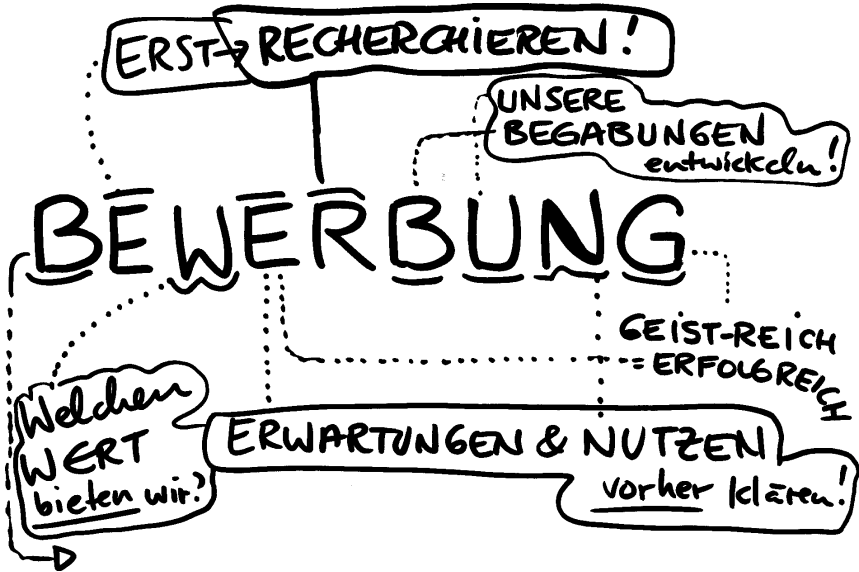 ERST → RECHERCHIEREN!
UNSERE
BEGABUNGEN
entwickeln!
BEWERBUNG
GEIST-REICH
= ERFOLGREICH
Welchen
WERT
bieten wir?
ERWARTUNGEN & NUTZEN
vorher klären!